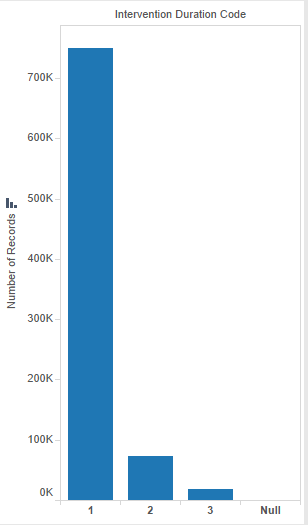 Intervention Duration Code
Number of Records
700K
600K
500K
400K
300K
200K
100K
0K
1 2 3 Null